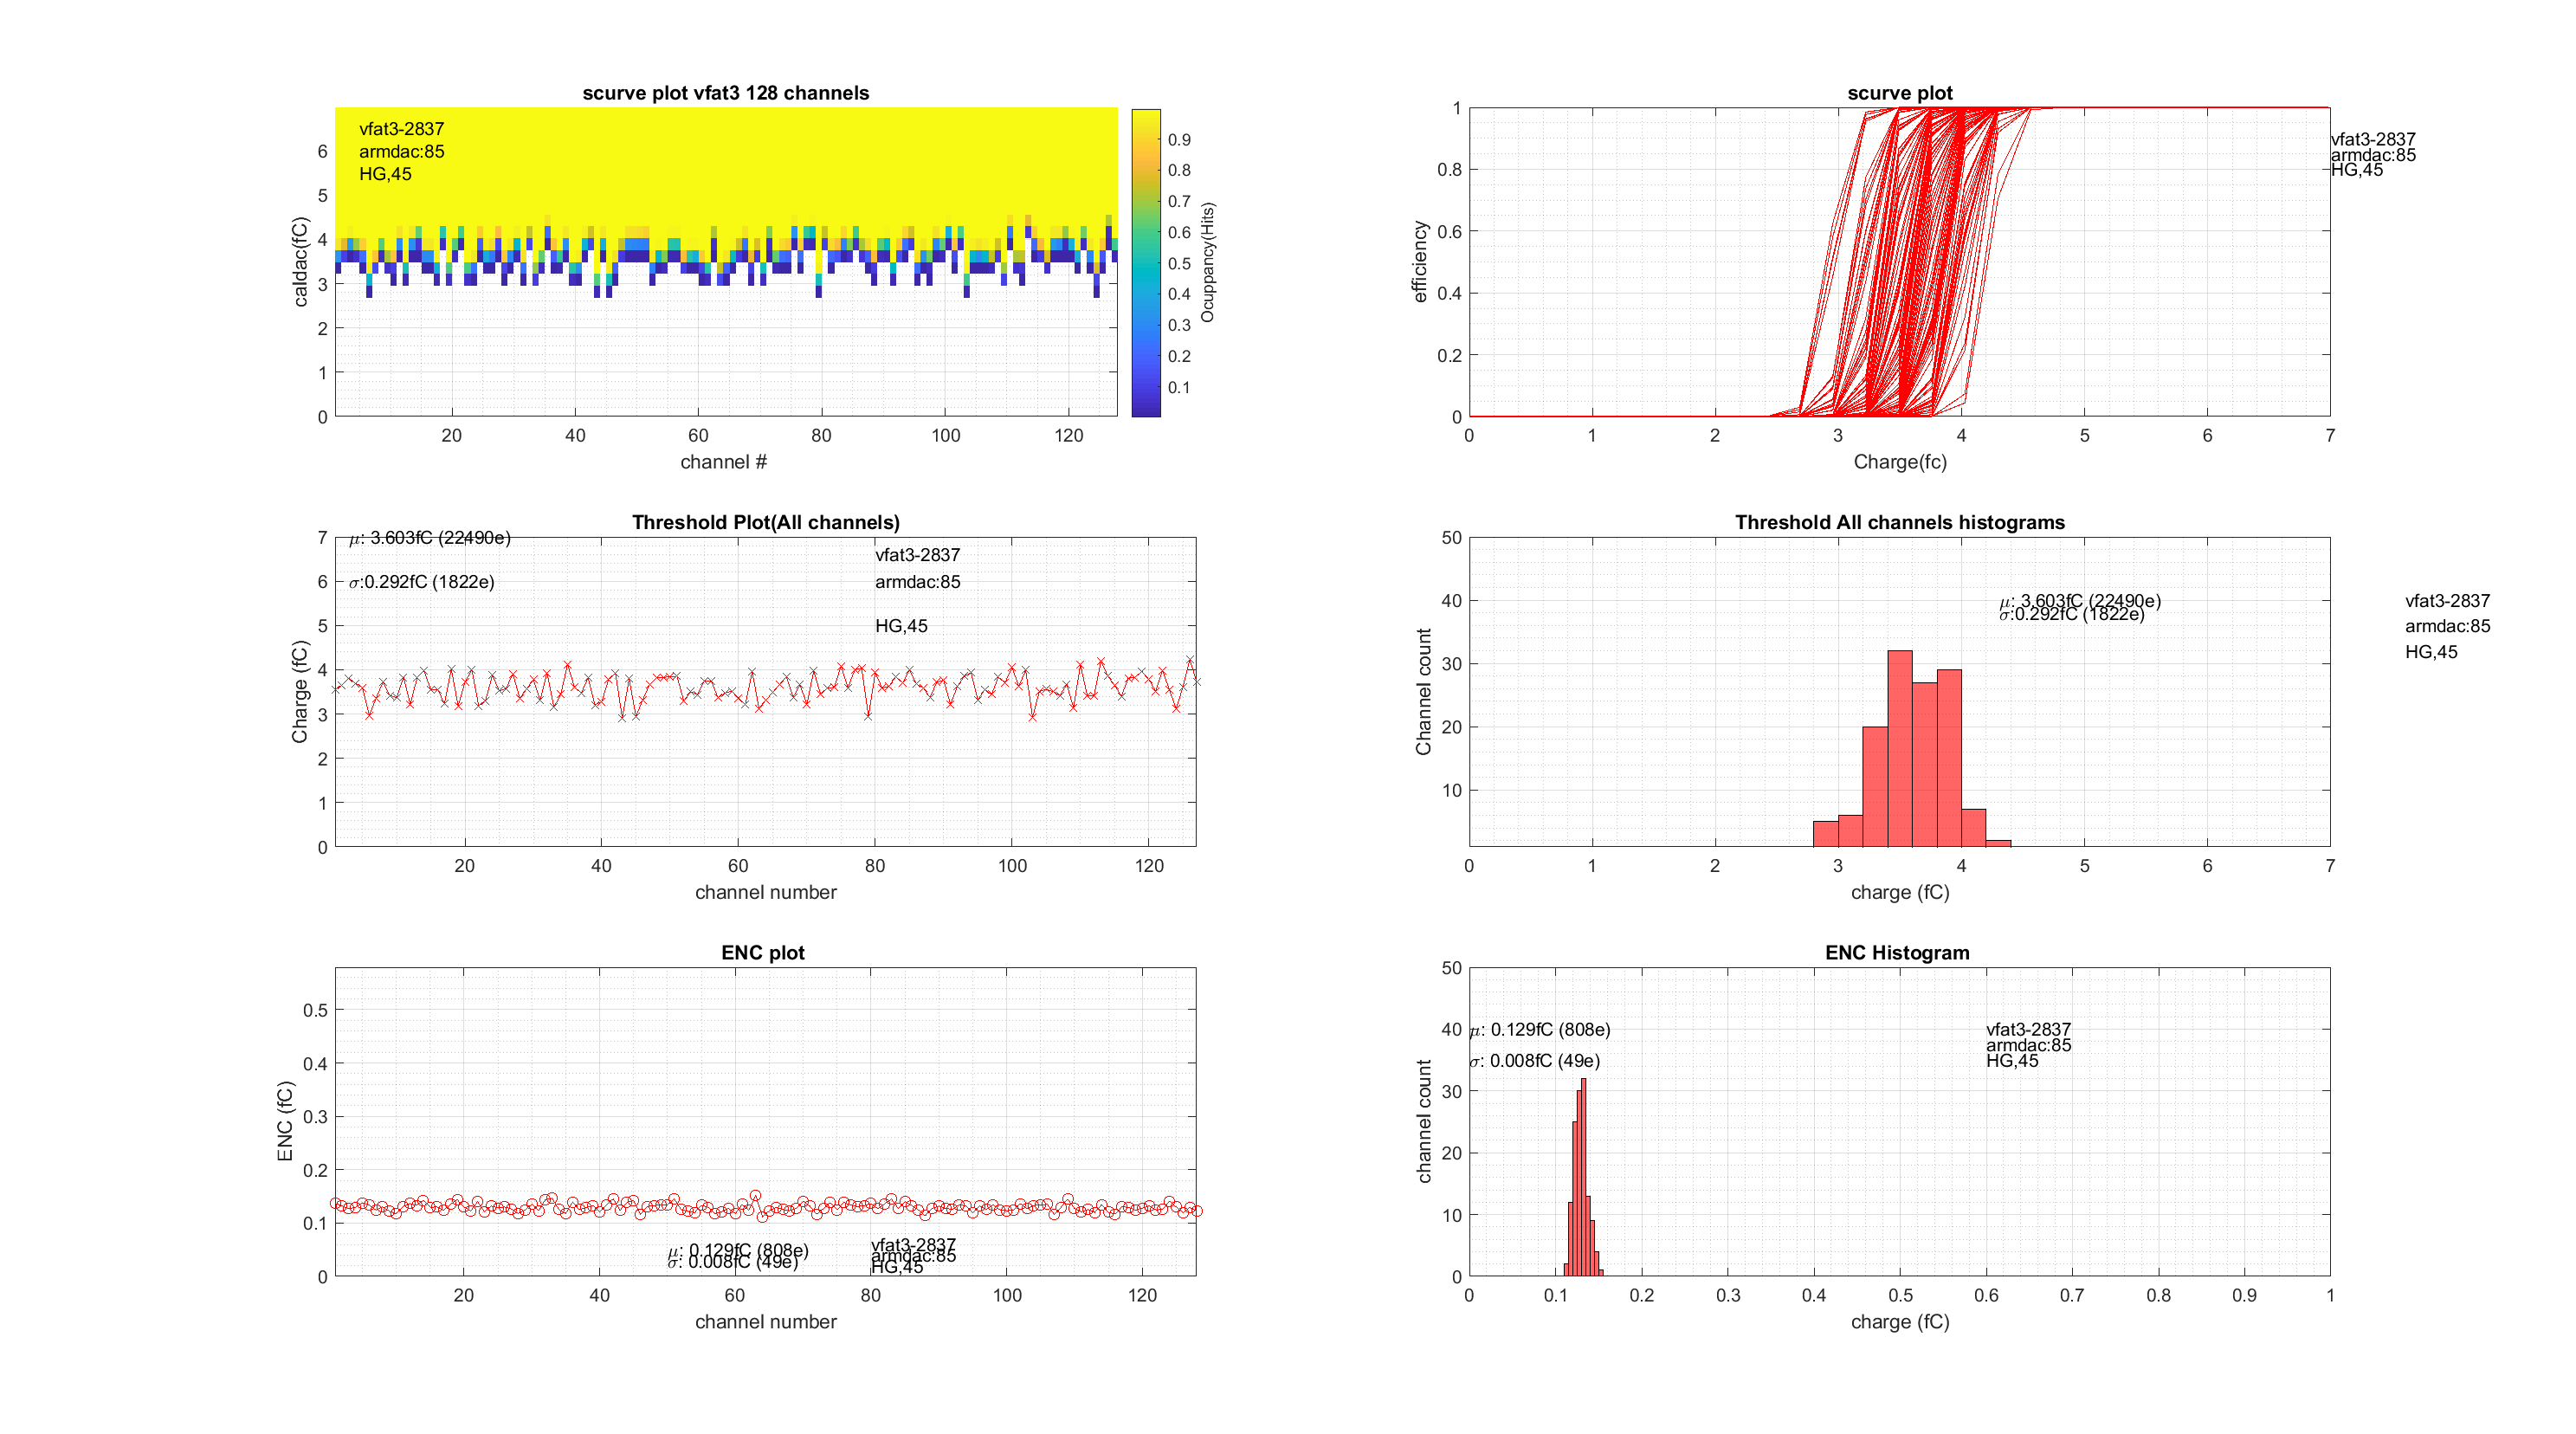 scurve plot vfat3 128 channels
vfat3-2837
armdac:85
HG,45
caldac(fC)
6
5
4
3
2
1
0
20 40 60 80 100 120
channel #
0.9
0.8
0.7
0.6
0.5
0.4
0.3
0.2
0.1
Ocuppancy(Hits)
scurve plot
vfat3-2837
armdac:85
HG,45
efficiency
1
0.8
0.6
0.4
0.2
0
0 1 2 3 4 5 6 7
Charge(fc)
Threshold Plot(All channels)
μ: 3.603fC (22490e)
σ:0.292fC (1822e)
vfat3-2837
armdac:85
HG,45
Charge (fC)
7
6
5
4
3
2
1
0
20 40 60 80 100 120
channel number
Threshold All channels histograms
μ: 3.603fC (22490e)
σ:0.292fC (1822e)
vfat3-2837
armdac:85
HG,45
Channel count
50
40
30
20
10
0 1 2 3 4 5 6 7
charge (fC)
ENC plot
ENC (fC)
0.5
0.4
0.3
0.2
0.1
0
μ: 0.129fC (808e)
σ: 0.008fC (49e)
vfat3-2837
armdac:85
HG,45
20 40 60 80 100 120
channel number
ENC Histogram
μ: 0.129fC (808e)
σ: 0.008fC (49e)
vfat3-2837
armdac:85
HG,45
channel count
50
40
30
20
10
0
0 0.1 0.2 0.3 0.4 0.5 0.6 0.7 0.8 0.9 1
charge (fC)